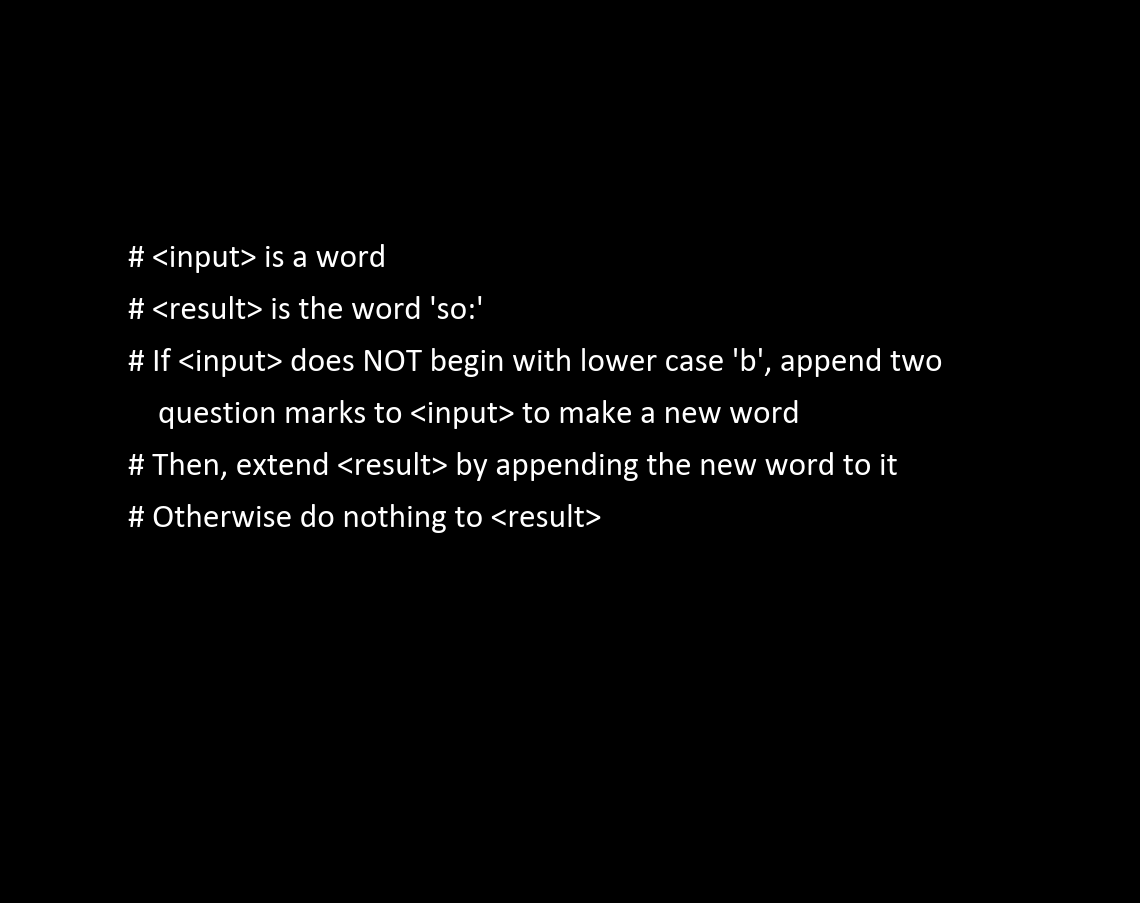 # <input> is a word
# <result> is the word 'so:'
# If <input> does NOT begin with lower case 'b', append two
question marks to <input> to make a new word
# Then, extend <result> by appending the new word to it
# Otherwise do nothing to <result>